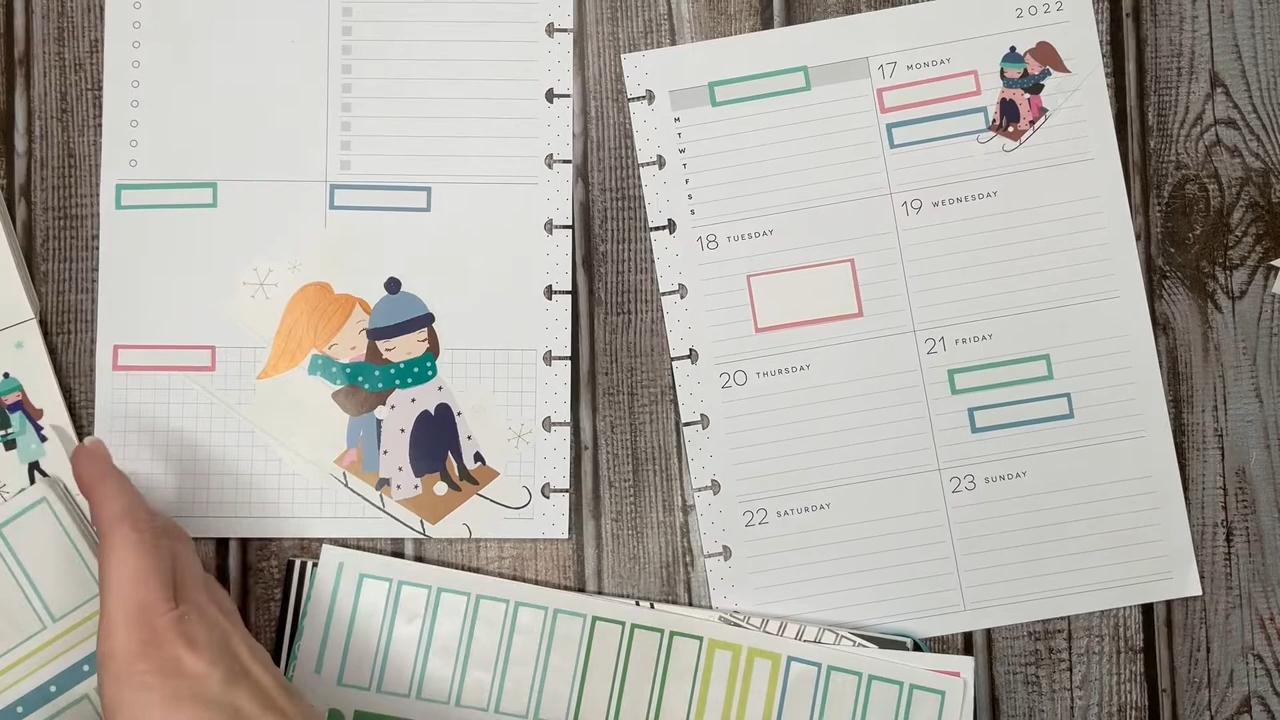 2022
17 MONDAY
M
T
W
T
F
S
S
18 TUESDAY
19 WEDNESDAY
20 THURSDAY
21 FRIDAY
22 SATURDAY
23 SUNDAY